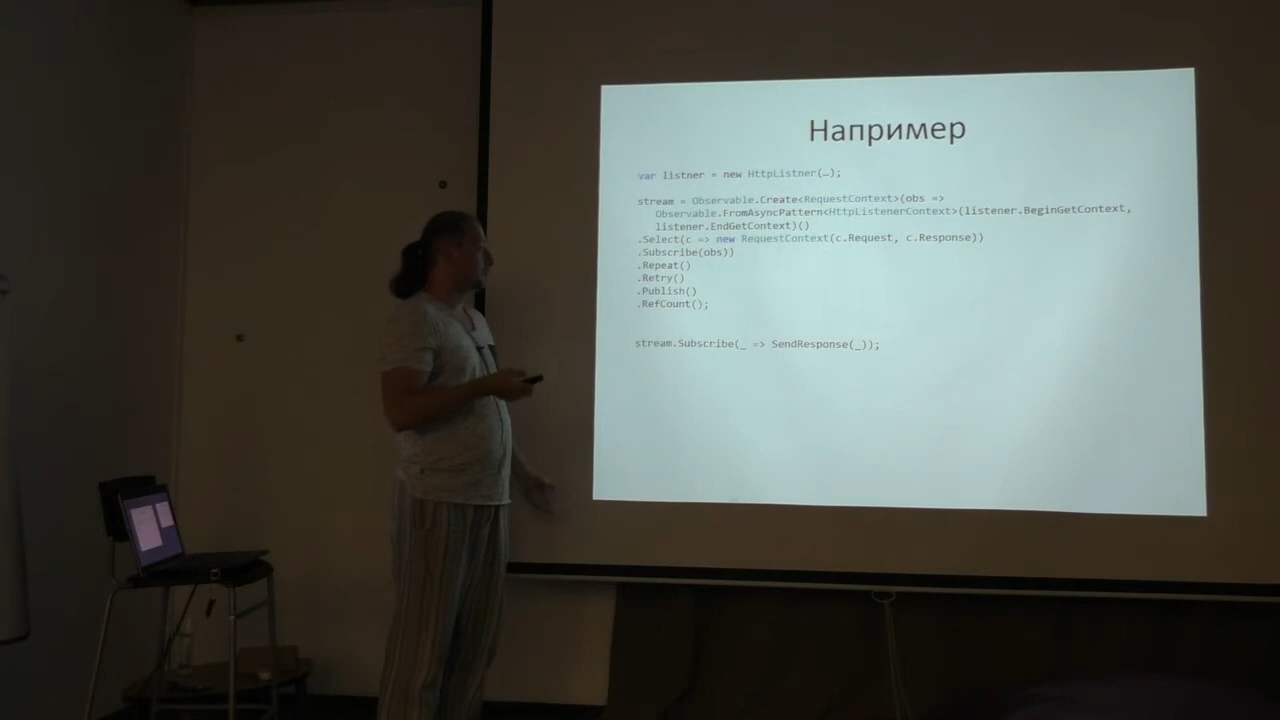 Например
var listner = new HttpListner(…);
stream = Observable.Create<RequestContext>(obs =>
Observable.FromAsyncPattern<HttpListenerContext>(listener.BeginGetContext,
listener.EndGetContext)()
.Select(c => new RequestContext(c.Request, c.Response))
.Subscribe(obs))
.Repeat()
.Retry()
.Publish()
.RefCount();
stream.Subscribe(_ => SendResponse(_));